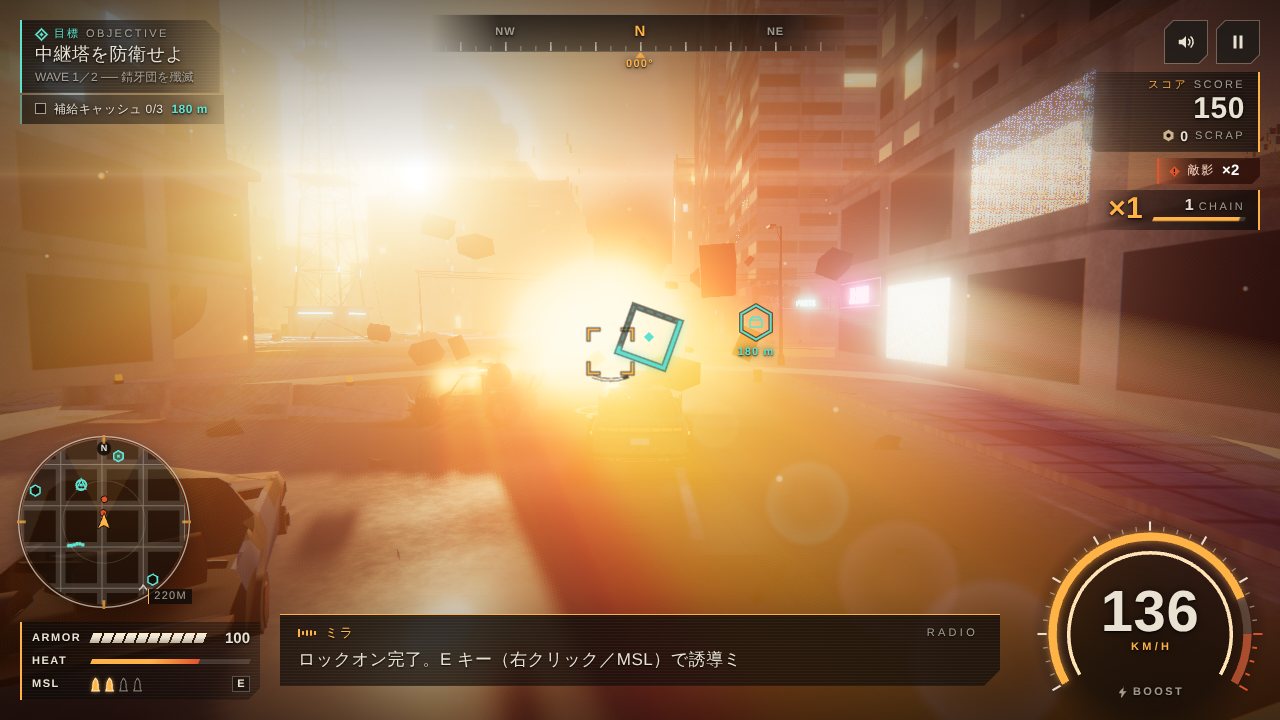 目標 OBJECTIVE
中継塔を防衛せよ
WAVE 1／2 ── 錆牙団を殲滅
補給キャッシュ 0/3 180 m
NW N NE
000°
スコア SCORE
150
0 SCRAP
敵影 ×2
×1 1 CHAIN
180 m
N
220M
ARMOR 100
HEAT
MSL E
ミラ RADIO
ロックオン完了。E キー（右クリック／MSL）で誘導ミ
136
KM/H
BOOST